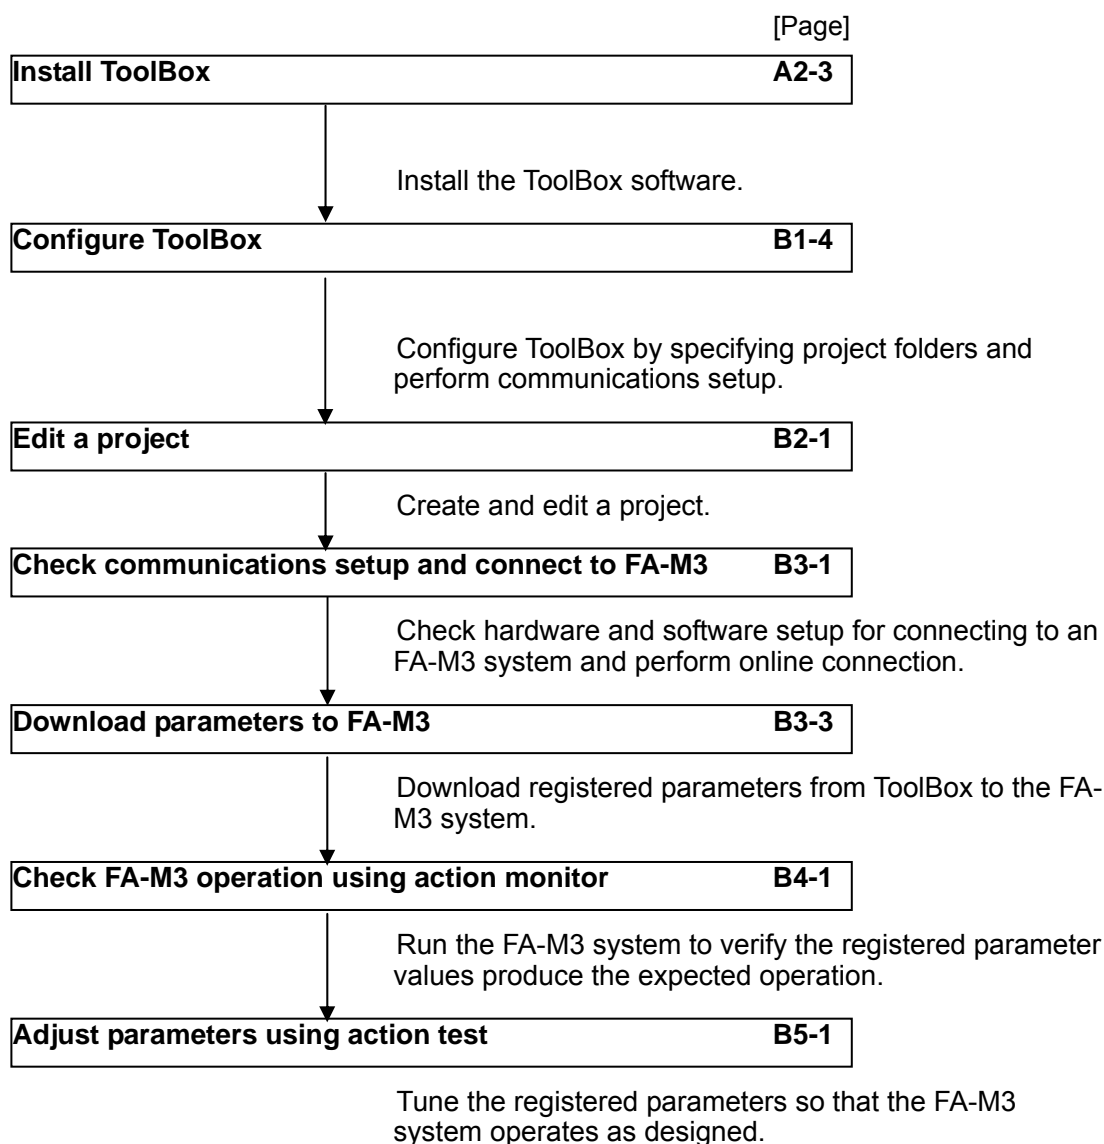 [Page]
Install ToolBox A2-3
Install the ToolBox software.
Configure ToolBox B1-4
Configure ToolBox by specifying project folders and
perform communications setup.
Edit a project B2-1
Create and edit a project.
Check communications setup and connect to FA-M3 B3-1
Check hardware and software setup for connecting to an
FA-M3 system and perform online connection.
Download parameters to FA-M3 B3-3
Download registered parameters from ToolBox to the FA-
M3 system.
Check FA-M3 operation using action monitor B4-1
Run the FA-M3 system to verify the registered parameter
values produce the expected operation.
Adjust parameters using action test B5-1
Tune the registered parameters so that the FA-M3
system operates as designed.